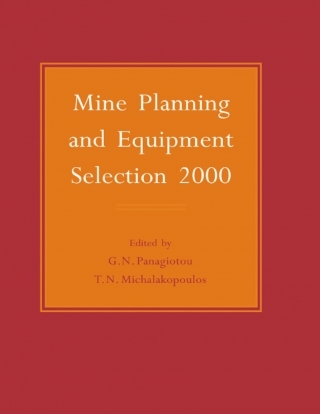 Mine Planning
and Equipment
Selection 2000
Edited by
G.N. Panagiotou
T.N. Michalakopoulos